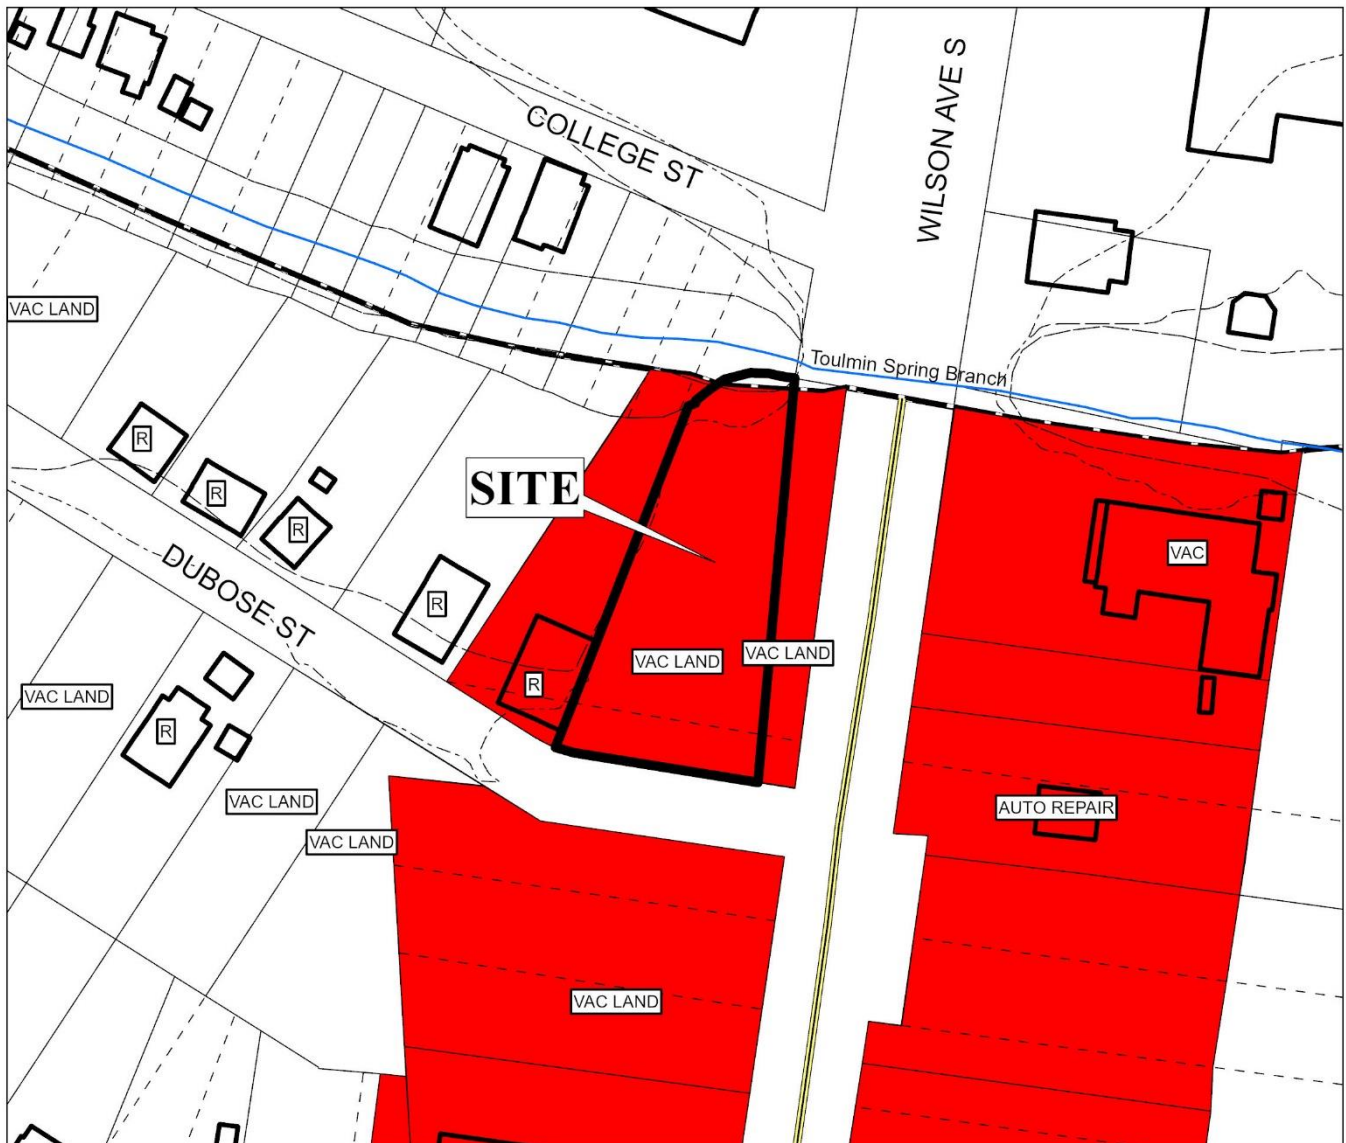 COLLEGE ST
WILSON AVE S
VAC LAND
Toulmin Spring Branch
R
R
R
SITE
VAC
DUBOSE ST
R
VAC LAND
VAC LAND
R
VAC LAND
R
VAC LAND
AUTO REPAIR
VAC LAND
VAC LAND